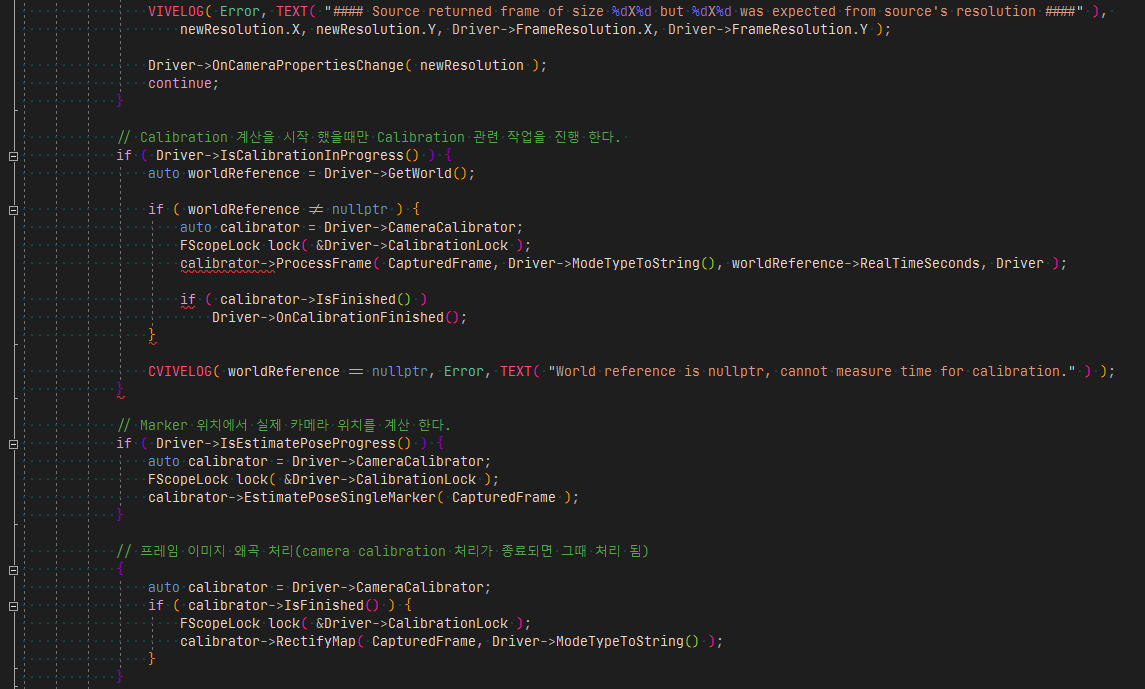 VIVELOG( Error, TEXT( "#### Source returned frame of size %dX%d but %dX%d was expected from source's resolution ####" ),
newResolution.X, newResolution.Y, Driver->FrameResolution.X, Driver->FrameResolution.Y );
Driver->OnCameraPropertiesChange( newResolution );
continue;
}
// Calibration 계산을 시작 했을때만 Calibration 관련 작업을 진행 한다.
if ( Driver->IsCalibrationInProgress() ) {
auto worldReference = Driver->GetWorld();
if ( worldReference ≠ nullptr ) {
auto calibrator = Driver->CameraCalibrator;
FScopeLock lock( &Driver->CalibrationLock );
calibrator->ProcessFrame( CapturedFrame, Driver->ModeTypeToString(), worldReference->RealTimeSeconds, Driver );
if ( calibrator->IsFinished() )
Driver->OnCalibrationFinished();
}
CVIVELOG( worldReference == nullptr, Error, TEXT( "World reference is nullptr, cannot measure time for calibration." ) );
}
// Marker 위치에서 실제 카메라 위치를 계산 한다.
if ( Driver->IsEstimatePoseProgress() ) {
auto calibrator = Driver->CameraCalibrator;
FScopeLock lock( &Driver->CalibrationLock );
calibrator->EstimatePoseSingleMarker( CapturedFrame );
}
// 프레임 이미지 왜곡 처리(camera calibration 처리가 종료되면 그때 처리 됨)
{
auto calibrator = Driver->CameraCalibrator;
if ( calibrator->IsFinished() ) {
FScopeLock lock( &Driver->CalibrationLock );
calibrator->RectifyMap( CapturedFrame, Driver->ModeTypeToString() );
}
}